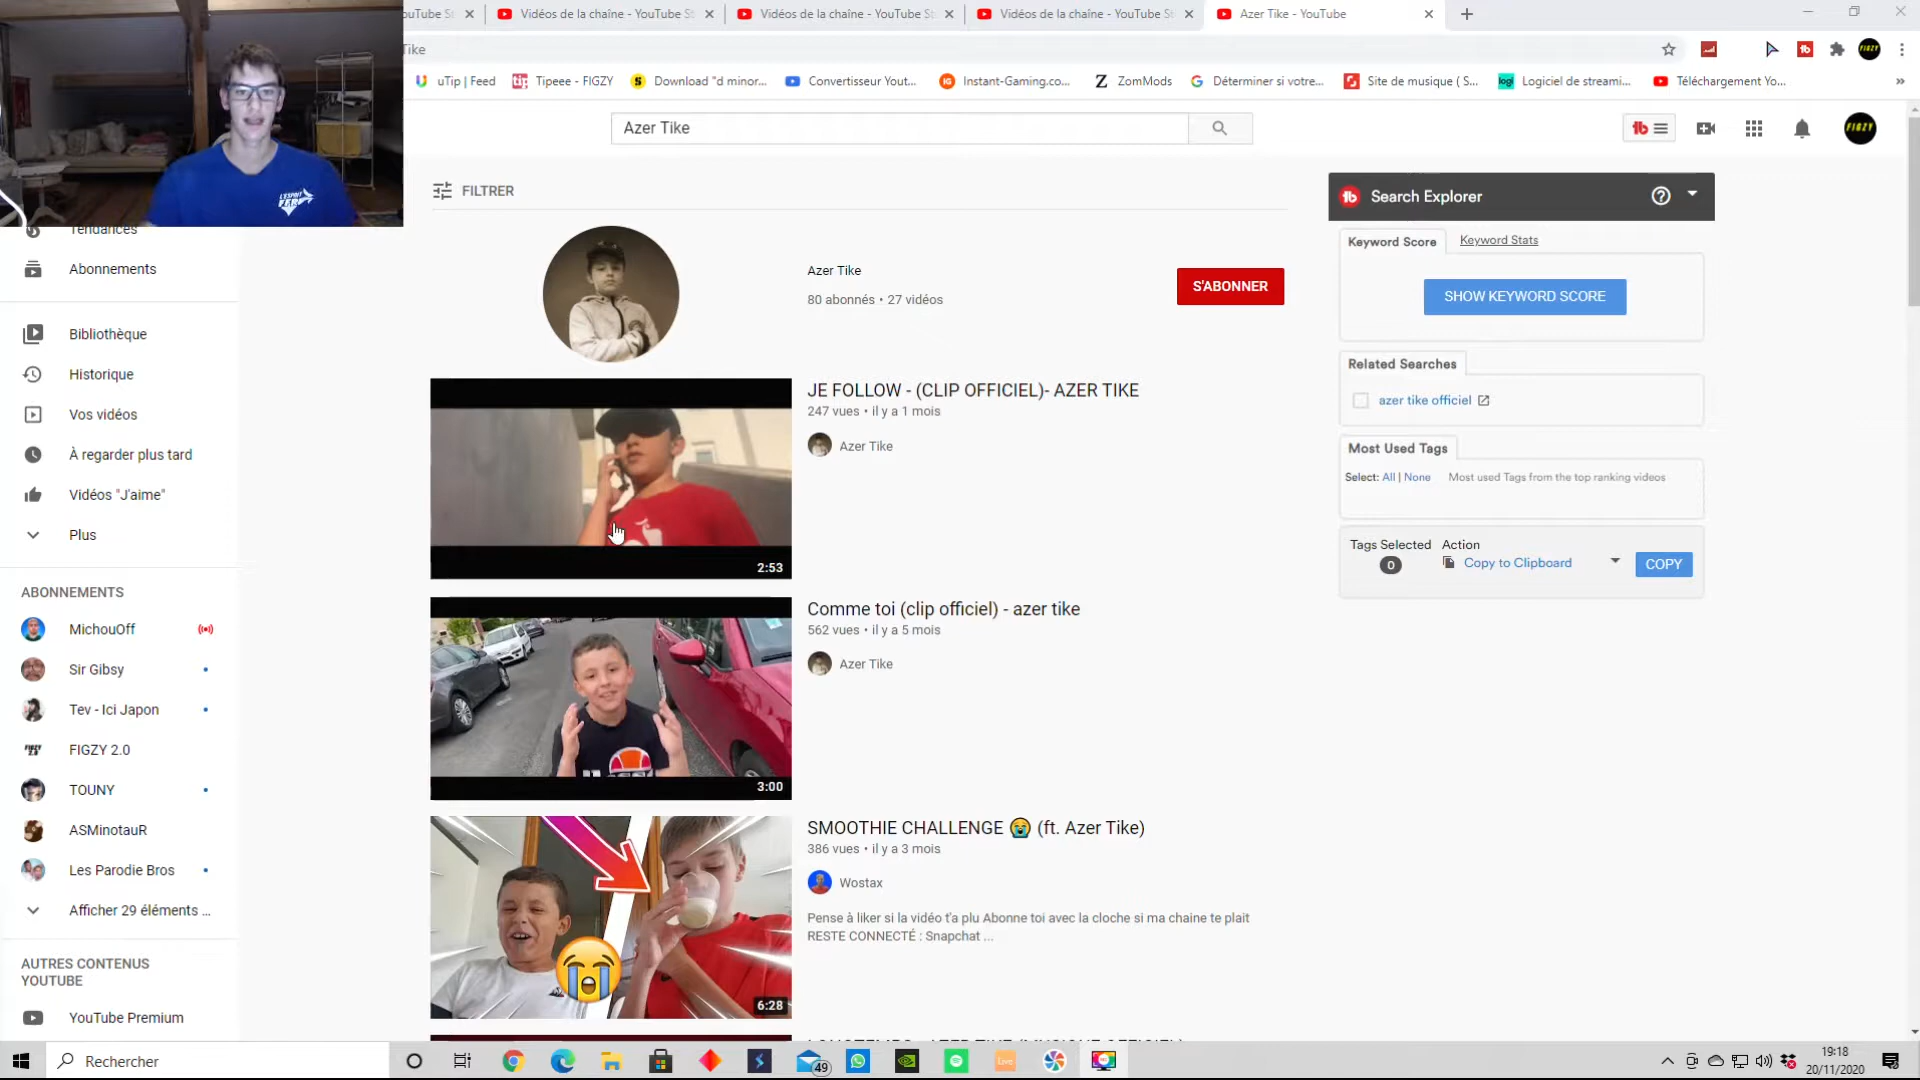 ouTube St
Vidéos de la chaîne - YouTube St
Vidéos de la chaîne - YouTube St
Vidéos de la chaîne - YouTube St
Azer Tike - YouTube
Tike
uTip | Feed
Tipeee - FIGZY
Download "d minor...
Convertisseur Yout...
Instant-Gaming.co...
ZomMods
Déterminer si votre...
Site de musique ( S...
Logiciel de streami...
Téléchargement Yo...
Azer Tike
FIGZY
FILTRER
Tendances
Abonnements
Bibliothèque
Historique
Vos vidéos
À regarder plus tard
Vidéos "J'aime"
Plus
ABONNEMENTS
MichouOff
Sir Gibsy
Tev - Ici Japon
FIGZY 2.0
TOUNY
ASMinotauR
Les Parodie Bros
Afficher 29 éléments ...
AUTRES CONTENUS
YOUTUBE
YouTube Premium
Azer Tike
80 abonnés • 27 vidéos
S'ABONNER
JE FOLLOW - (CLIP OFFICIEL)- AZER TIKE
247 vues • il y a 1 mois
Azer Tike
2:53
Comme toi (clip officiel) - azer tike
562 vues • il y a 5 mois
Azer Tike
3:00
SMOOTHIE CHALLENGE 😭 (ft. Azer Tike)
386 vues • il y a 3 mois
Wostax
Pense à liker si la vidéo t'a plu Abonne toi avec la cloche si ma chaine te plait
RESTE CONNECTÉ : Snapchat ...
6:28
LONGTEMPS - AZER TIKE (MUSIQUE OFFICIEL)
Search Explorer
Keyword Score
Keyword Stats
SHOW KEYWORD SCORE
Related Searches
azer tike officiel
Most Used Tags
Select: All | None
Most used Tags from the top ranking videos
Tags Selected
0
Action
Copy to Clipboard
COPY
Rechercher
49
19:18
20/11/2020